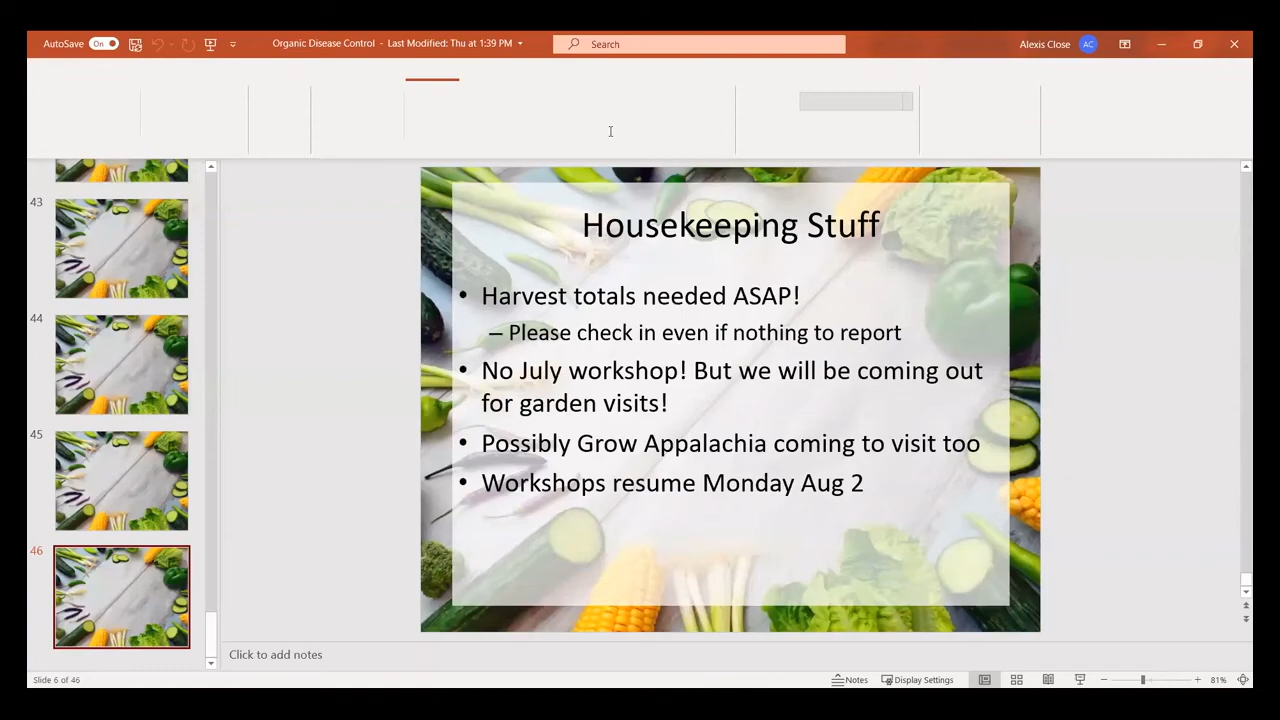 AutoSave On Organic Disease Control - Last Modified: Thu at 1:39 PM Search Alexis Close AC
43
44
45
46
Housekeeping Stuff
• Harvest totals needed ASAP!
– Please check in even if nothing to report
• No July workshop! But we will be coming out
for garden visits!
• Possibly Grow Appalachia coming to visit too
• Workshops resume Monday Aug 2
Click to add notes
Slide 6 of 46 Notes Display Settings 81%